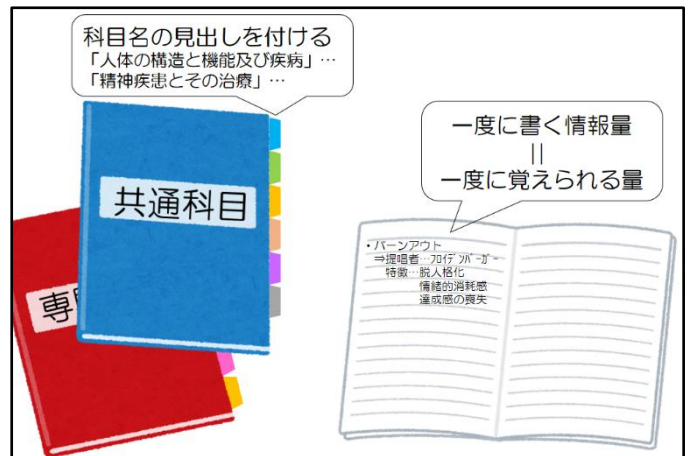 科目名の見出しを付ける
「人体の構造と機能及び疾病」…
「精神疾患とその治療」…
共通科目
専
一度に書く情報量
||
一度に覚えられる量
・バーンアウト
⇒提唱者…フロイデンバーガー
特徴…脱人格化
情緒的消耗感
達成感の喪失